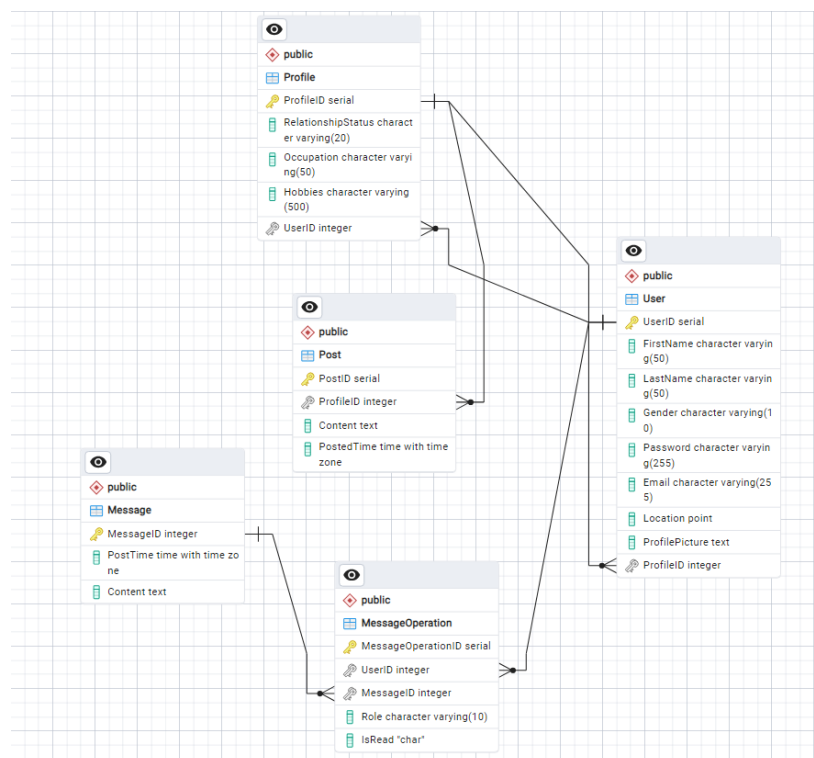 public
Profile
ProfileID serial
RelationshipStatus charact
er varying(20)
Occupation character varyi
ng(50)
Hobbies character varying
(500)
UserID integer
public
User
UserID serial
FirstName character varyin
g(50)
LastName character varyin
g(50)
Gender character varying(1
0)
Password character varyin
g(255)
Email character varying(25
5)
Location point
ProfilePicture text
ProfileID integer
public
Post
PostID serial
ProfileID integer
Content text
PostedTime time with time
zone
public
Message
MessageID integer
PostTime time with time zo
ne
Content text
public
MessageOperation
MessageOperationID serial
UserID integer
MessageID integer
Role character varying(10)
IsRead "char"